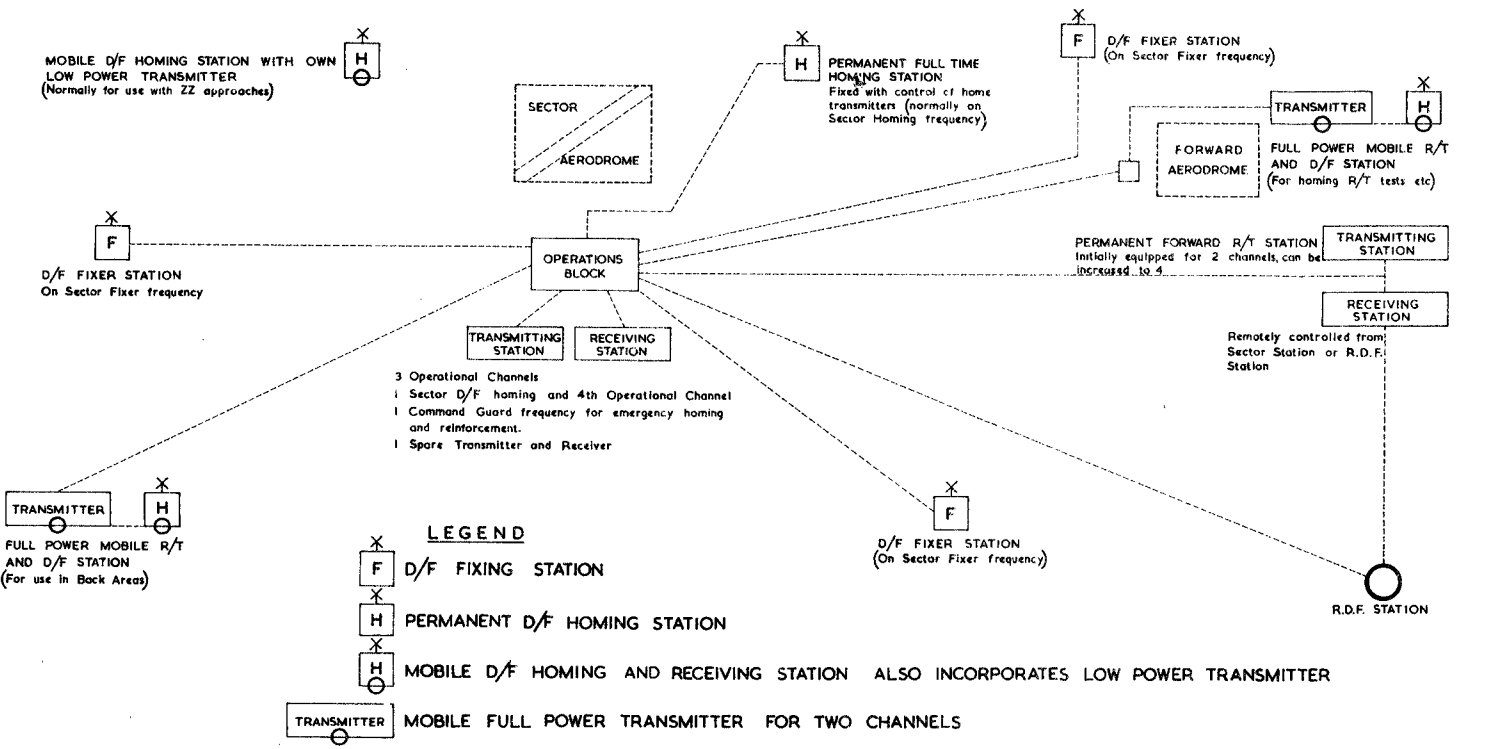 MOBILE D/F HOMING STATION WITH OWN
LOW POWER TRANSMITTER
(Normally for use with ZZ approaches)
H
SECTOR
AERODROME
H
PERMANENT FULL TIME
HOMING STATION
Fixed with control of home
transmitters (normally on
Sector Homing frequency)
F
D/F FIXER STATION
(On Sector Fixer frequency)
TRANSMITTER
H
FORWARD
AERODROME
FULL POWER MOBILE R/T
AND D/F STATION
(For homing R/T tests etc)
F
D/F FIXER STATION
On Sector Fixer frequency
OPERATIONS
BLOCK
PERMANENT FORWARD R/T STATION
Initially equipped for 2 channels, can be
increased to 4
TRANSMITTING
STATION
RECEIVING
STATION
Remotely controlled from
Sector Station or R.D.F.
Station
TRANSMITTING
STATION
RECEIVING
STATION
3 Operational Channels
1 Sector D/F homing and 4th Operational Channel
1 Command Guard frequency for emergency homing
and reinforcement.
1 Spare Transmitter and Receiver
TRANSMITTER
H
FULL POWER MOBILE R/T
AND D/F STATION
(For use in Back Areas)
F
D/F FIXER STATION
(On Sector Fixer frequency)
R.D.F. STATION
LEGEND
F D/F FIXING STATION
H PERMANENT D/F HOMING STATION
H MOBILE D/F HOMING AND RECEIVING STATION ALSO INCORPORATES LOW POWER TRANSMITTER
TRANSMITTER MOBILE FULL POWER TRANSMITTER FOR TWO CHANNELS